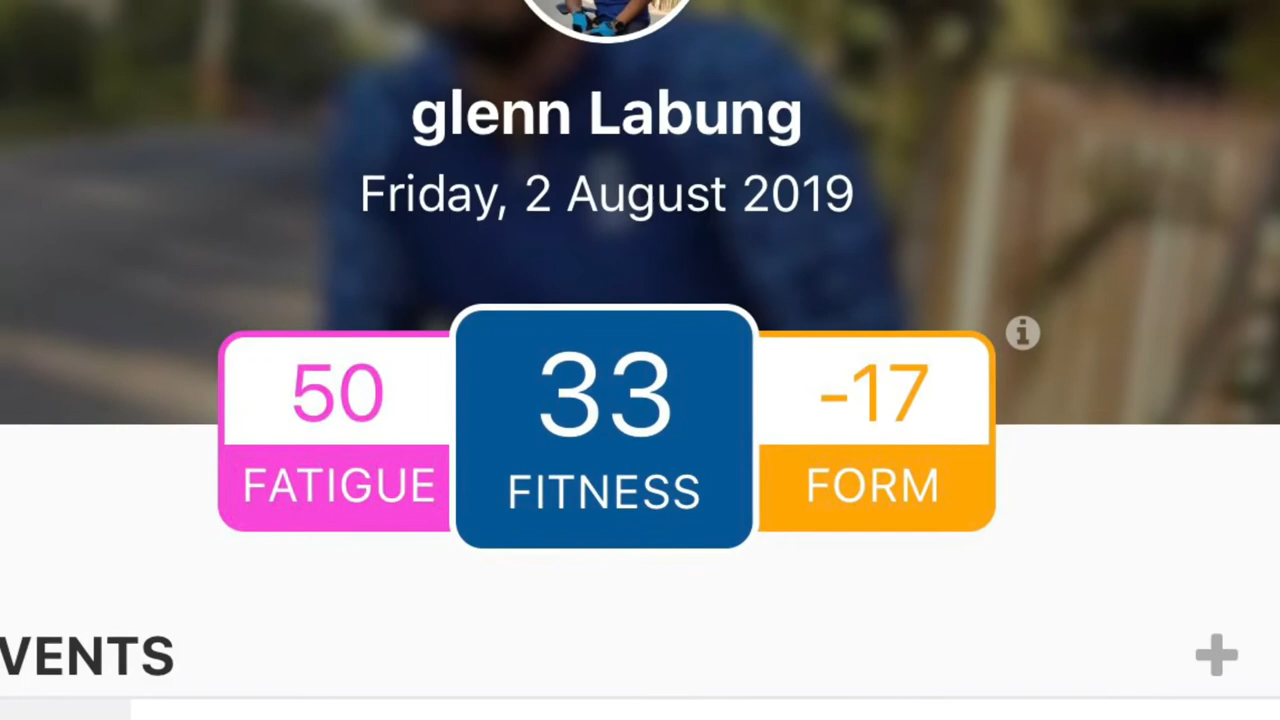 glenn Labung
Friday, 2 August 2019
50
FATIGUE
33
FITNESS
-17
FORM
VENTS